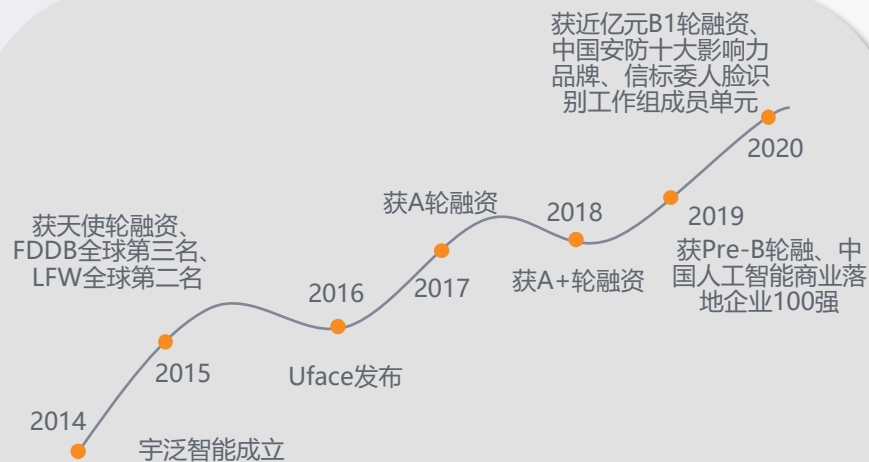 获近亿元B1轮融资、
中国安防十大影响力
品牌、信标委人脸识
别工作组成员单元
2020
获天使轮融资、
FDDB全球第三名、
LFW全球第二名
获A轮融资
2018
2019
获Pre-B轮融、中
国人工智能商业落
地企业100强
2016
2017
获A+轮融资
2015
Uface发布
2014
宇泛智能成立